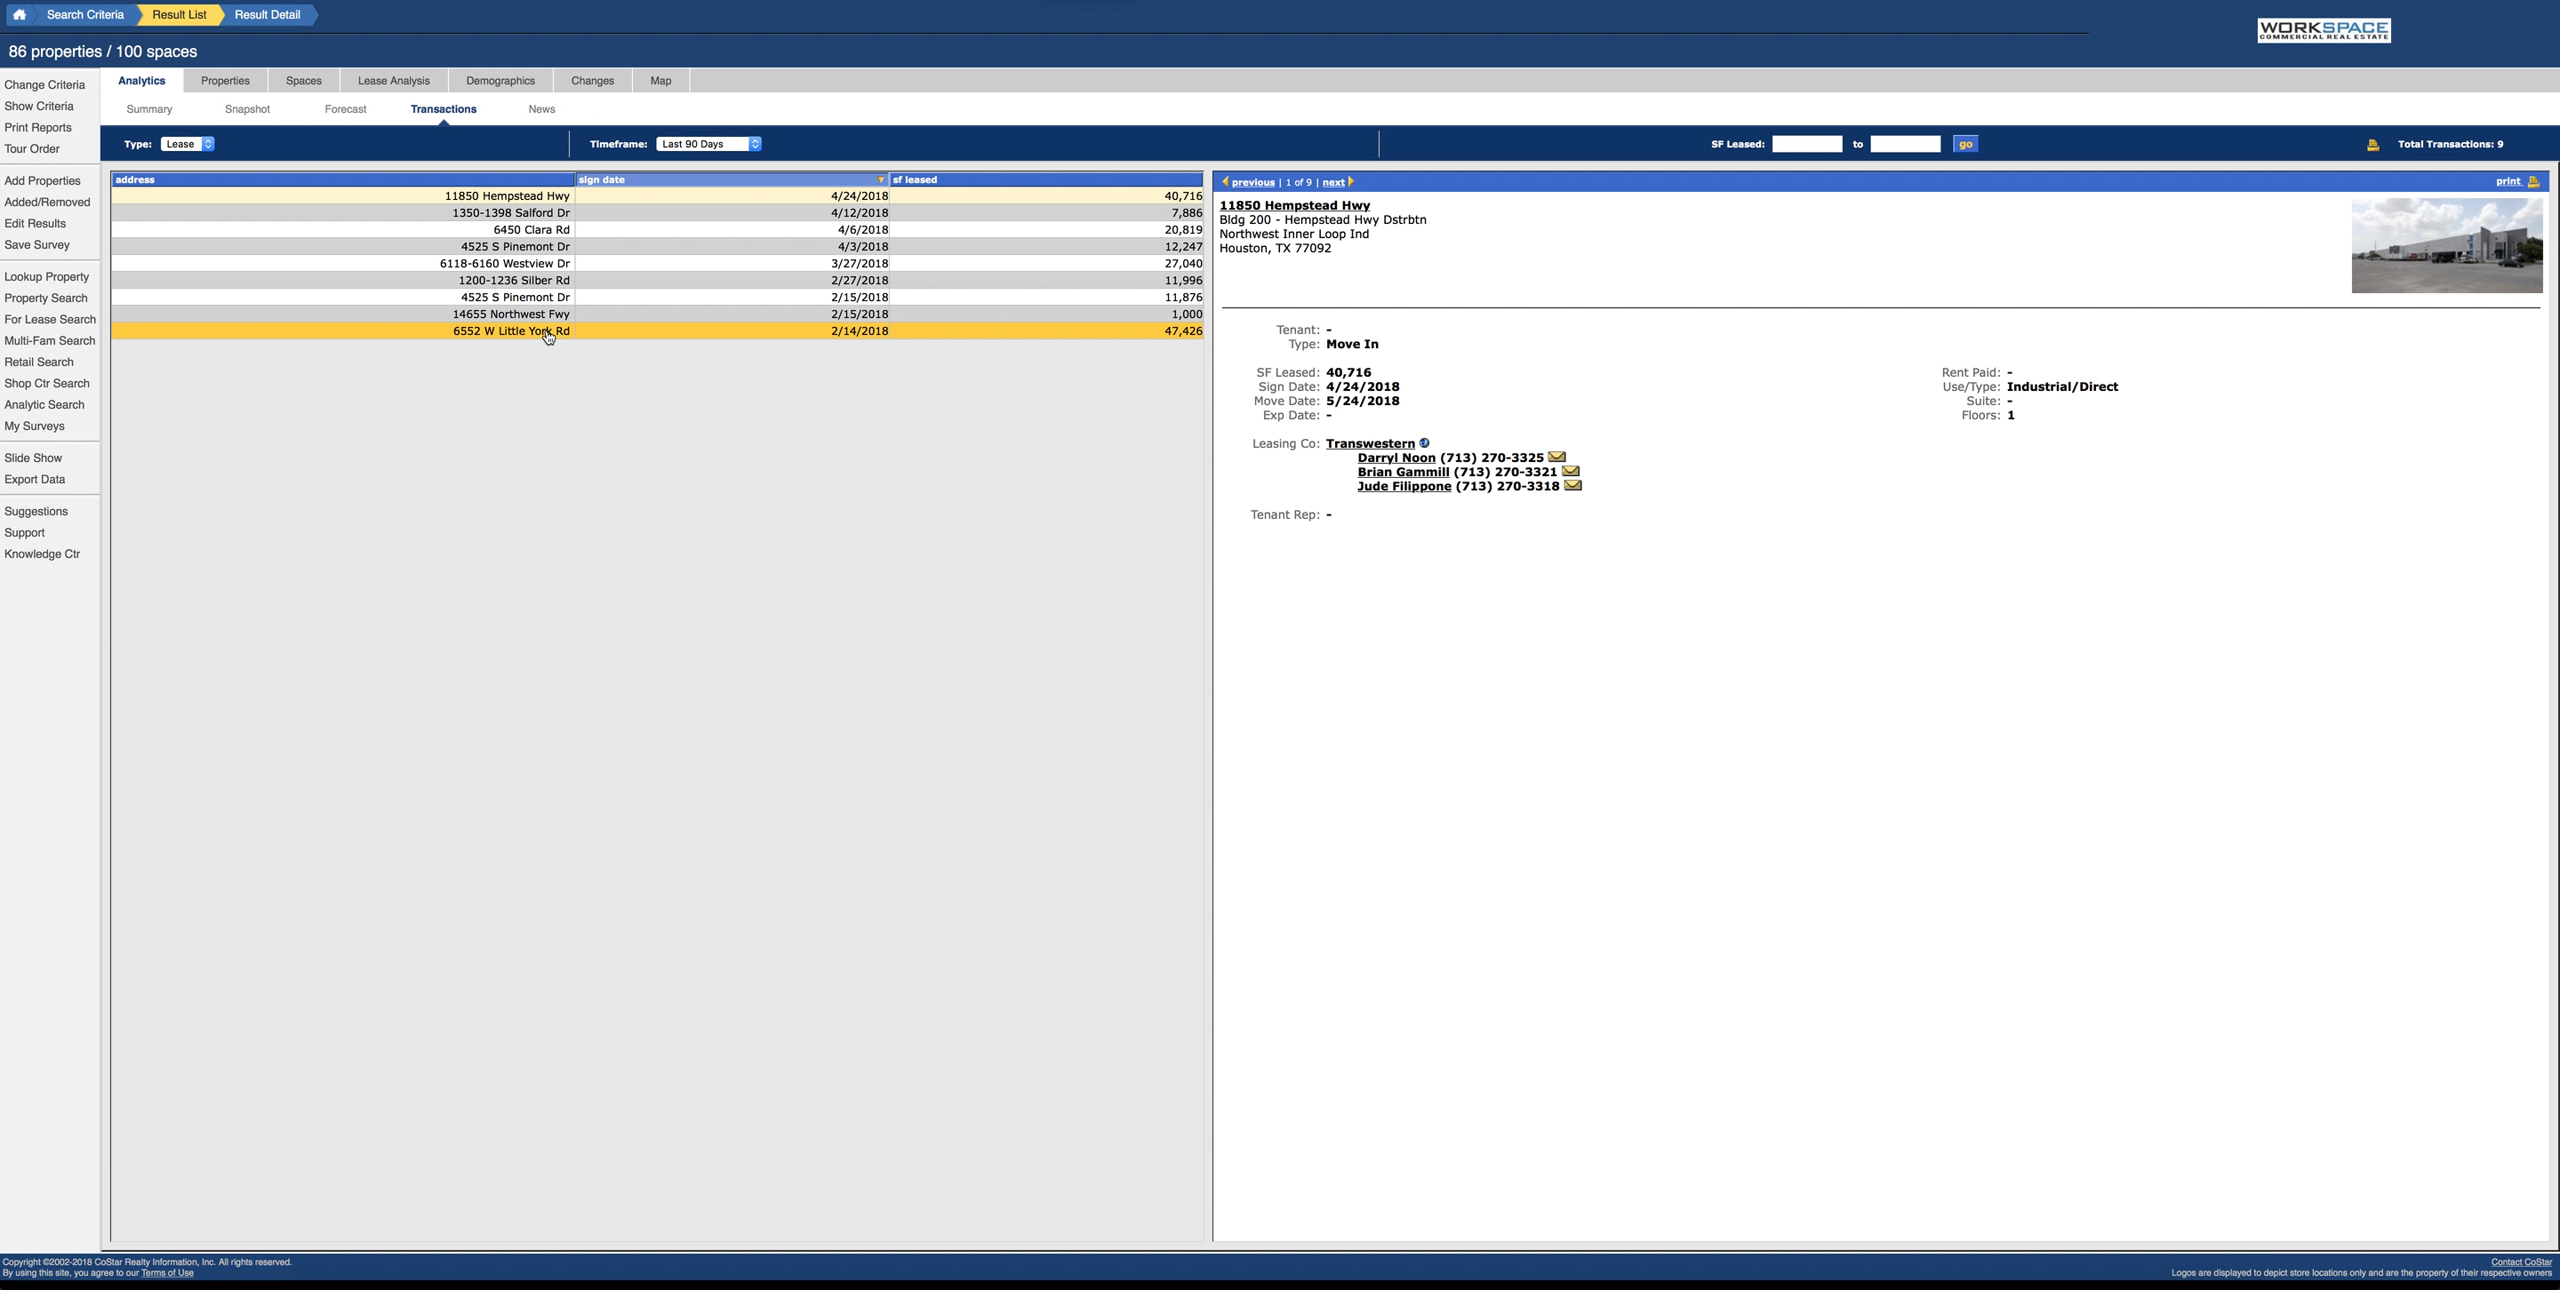 Search Criteria
Result List
Result Detail
WORKSPACE
COMMERCIAL REAL ESTATE
86 properties / 100 spaces
Change Criteria
Show Criteria
Print Reports
Tour Order
Add Properties
Added/Removed
Edit Results
Save Survey
Lookup Property
Property Search
For Lease Search
Multi-Fam Search
Retail Search
Shop Ctr Search
Analytic Search
My Surveys
Slide Show
Export Data
Suggestions
Support
Knowledge Ctr
Analytics Properties Spaces Lease Analysis Demographics Changes Map
Summary Snapshot Forecast Transactions News
Type: Lease Timeframe: Last 90 Days SF Leased: to go Total Transactions: 9
address sign date sf leased
11850 Hempstead Hwy 4/24/2018 40,716
1350-1398 Salford Dr 4/12/2018 7,886
6450 Clara Rd 4/6/2018 20,819
4525 S Pinemont Dr 4/3/2018 12,247
6118-6160 Westview Dr 3/27/2018 27,040
1200-1236 Silber Rd 2/27/2018 11,996
4525 S Pinemont Dr 2/15/2018 11,876
14655 Northwest Fwy 2/15/2018 1,000
6552 W Little York Rd 2/14/2018 47,426
previous | 1 of 9 | next print
11850 Hempstead Hwy
Bldg 200 - Hempstead Hwy Dstrbtn
Northwest Inner Loop Ind
Houston, TX 77092
Tenant: -
Type: Move In
SF Leased: 40,716
Sign Date: 4/24/2018
Move Date: 5/24/2018
Exp Date: -
Rent Paid: -
Use/Type: Industrial/Direct
Suite: -
Floors: 1
Leasing Co: Transwestern
Darryl Noon (713) 270-3325
Brian Gammill (713) 270-3321
Jude Filippone (713) 270-3318
Tenant Rep: -
Copyright ©2002-2018 CoStar Realty Information, Inc. All rights reserved.
By using this site, you agree to our Terms of Use
Contact CoStar
Logos are displayed to depict store locations only and are the property of their respective owners